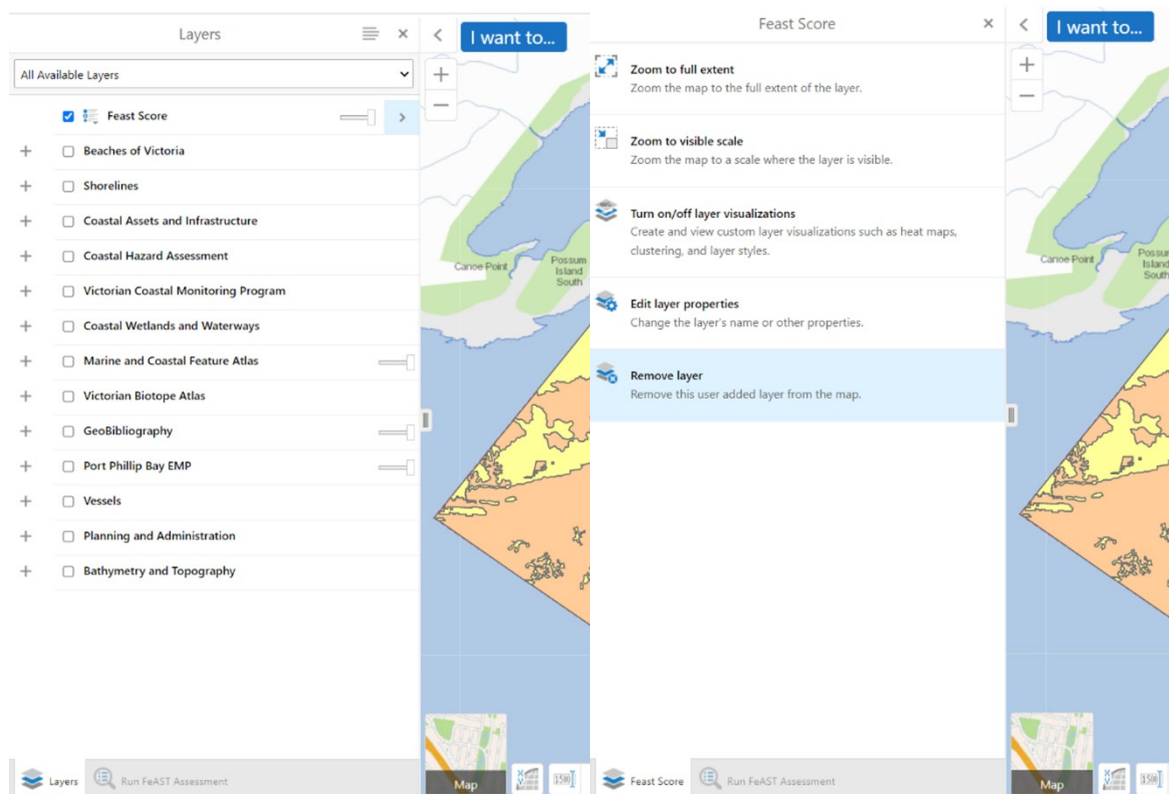 Layers
I want to...
All Available Layers
Feast Score
Beaches of Victoria
Shorelines
Coastal Assets and Infrastructure
Coastal Hazard Assessment
Victorian Coastal Monitoring Program
Coastal Wetlands and Waterways
Marine and Coastal Feature Atlas
Victorian Biotope Atlas
GeoBibliography
Port Phillip Bay EMP
Vessels
Planning and Administration
Bathymetry and Topography
Canoe Point
Possum
Island
South
Layers
Run FeAST Assessment
Map
1:500
Feast Score
I want to...
Zoom to full extent
Zoom the map to the full extent of the layer.
Zoom to visible scale
Zoom the map to a scale where the layer is visible.
Turn on/off layer visualizations
Create and view custom layer visualizations such as heat maps,
clustering, and layer styles.
Edit layer properties
Change the layer's name or other properties.
Remove layer
Remove this user added layer from the map.
Canoe Point
Possum
Island
South
Feast Score
Run FeAST Assessment
Map